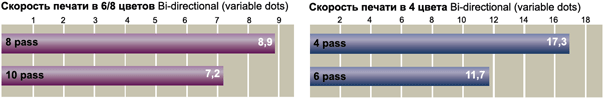 Скорость печати в 6/8 цветов Bi-directional (variable dots)
1 2 3 4 5 6 7 8 9
8 pass 8,9
10 pass 7,2
Скорость печати в 4 цвета Bi-directional (variable dots)
2 4 6 8 10 12 14 16 18
4 pass 17,3
6 pass 11,7